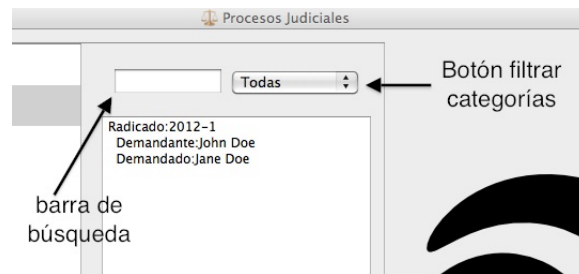 Procesos Judiciales
Todas
Botón filtrar
categorías
Radicado:2012-1
Demandante:John Doe
Demandado:Jane Doe
barra de
búsqueda